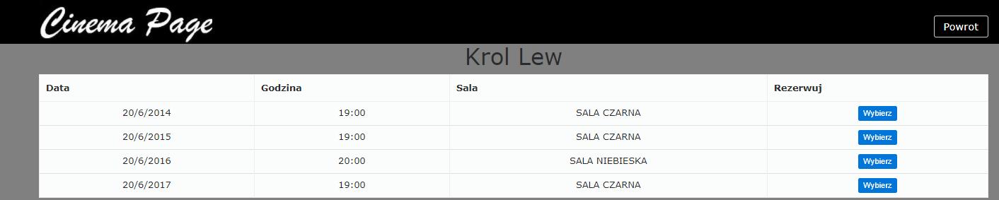 Cinema Page
Powrot
Krol Lew
Data Godzina Sala Rezerwuj
20/6/2014 19:00 SALA CZARNA Wybierz
20/6/2015 19:00 SALA CZARNA Wybierz
20/6/2016 20:00 SALA NIEBIESKA Wybierz
20/6/2017 19:00 SALA CZARNA Wybierz